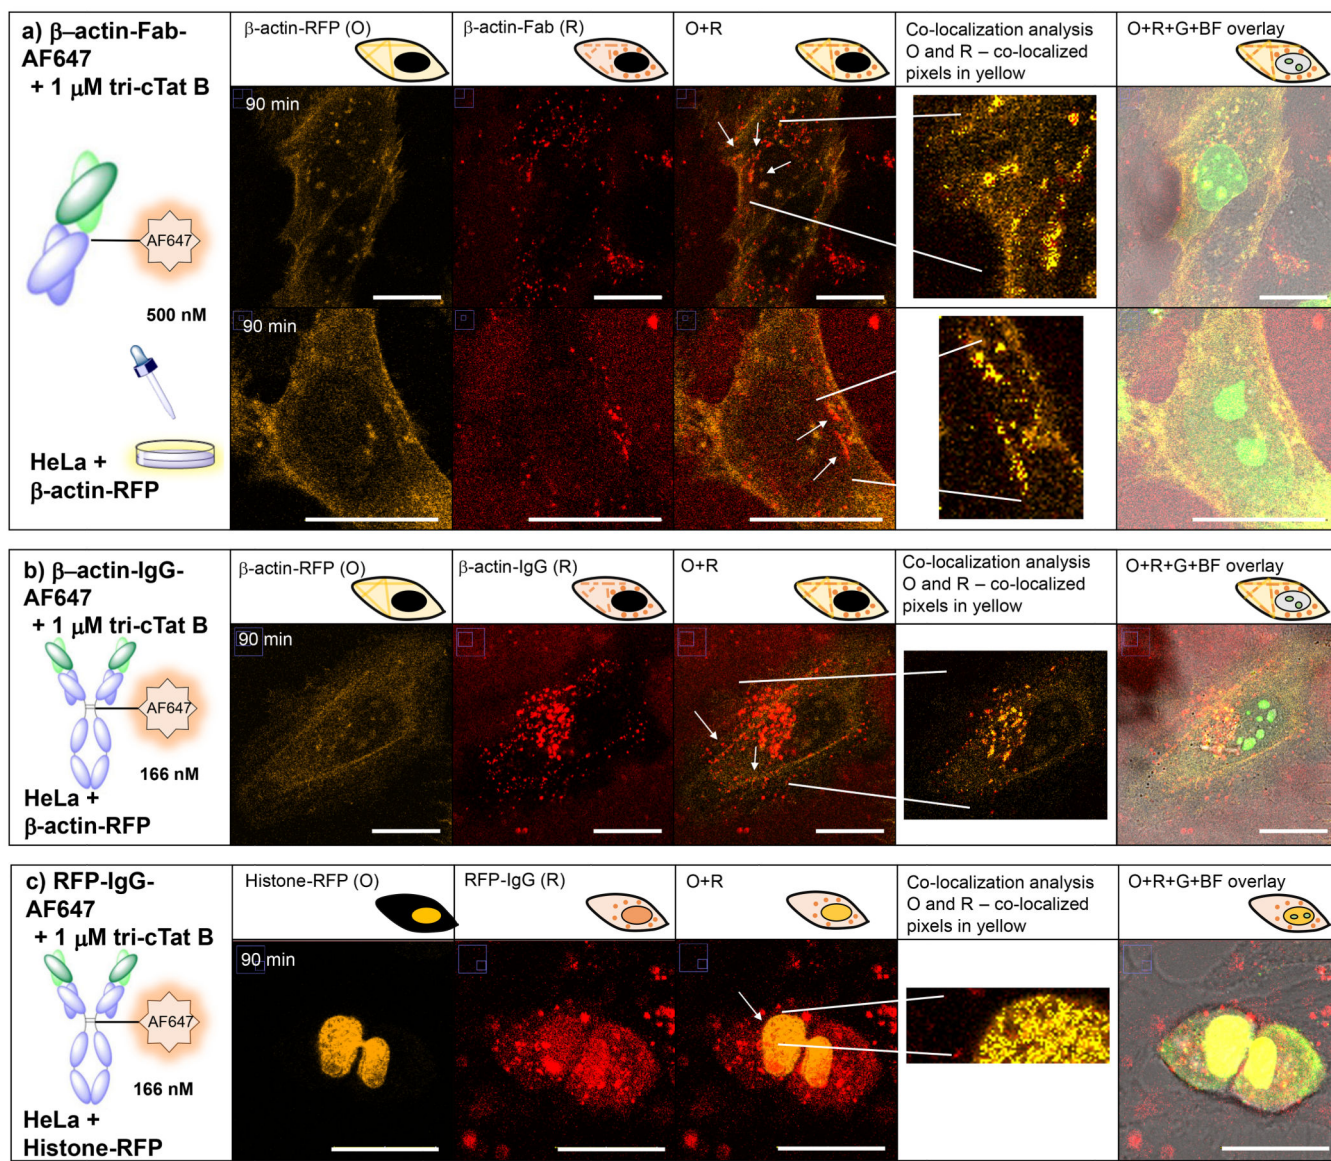 a) β–actin-Fab-
AF647
+ 1 μM tri-cTat B
AF647
500 nM
HeLa +
β-actin-RFP
β-actin-RFP (O)
β-actin-Fab (R)
O+R
Co-localization analysis
O and R – co-localized
pixels in yellow
O+R+G+BF overlay
90 min
90 min
b) β–actin-IgG-
AF647
+ 1 μM tri-cTat B
AF647
166 nM
HeLa +
β-actin-RFP
β-actin-RFP (O)
β-actin-IgG (R)
O+R
Co-localization analysis
O and R – co-localized
pixels in yellow
O+R+G+BF overlay
90 min
c) RFP-IgG-
AF647
+ 1 μM tri-cTat B
AF647
166 nM
HeLa +
Histone-RFP
Histone-RFP (O)
RFP-IgG (R)
O+R
Co-localization analysis
O and R – co-localized
pixels in yellow
O+R+G+BF overlay
90 min